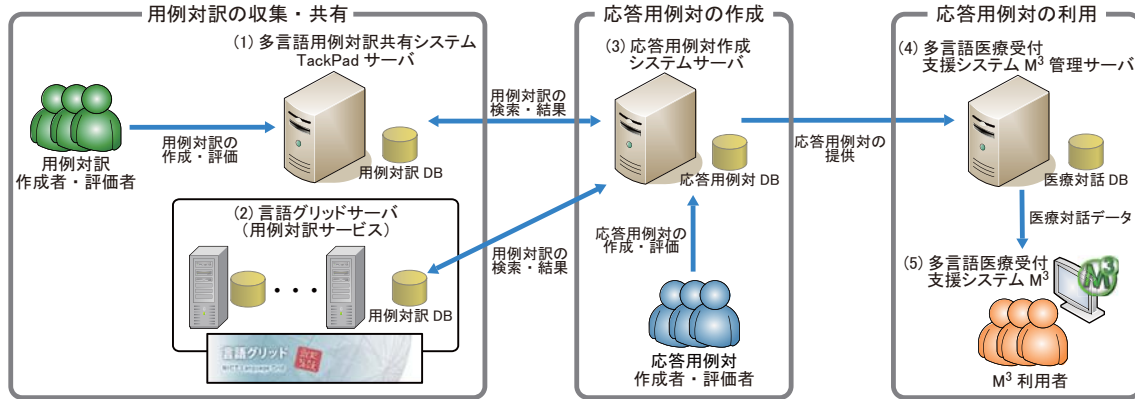 用例対訳の収集・共有
(1) 多言語用例対訳共有システム
TackPad サーバ
用例対訳の
作成・評価
用例対訳
作成者・評価者
用例対訳 DB
(2) 言語グリッドサーバ
(用例対訳サービス)
・・・
用例対訳 DB
言語グリッド
NICT Language Grid
用例対訳の
検索・結果
用例対訳の
検索・結果
応答用例対の作成
(3) 応答用例対作成
システムサーバ
応答用例対 DB
応答用例対の
作成・評価
応答用例対
作成者・評価者
応答用例対の
提供
応答用例対の利用
(4) 多言語医療受付
支援システム M³ 管理サーバ
医療対話 DB
医療対話データ
(5) 多言語医療受付
支援システム M³
M³
M³ 利用者